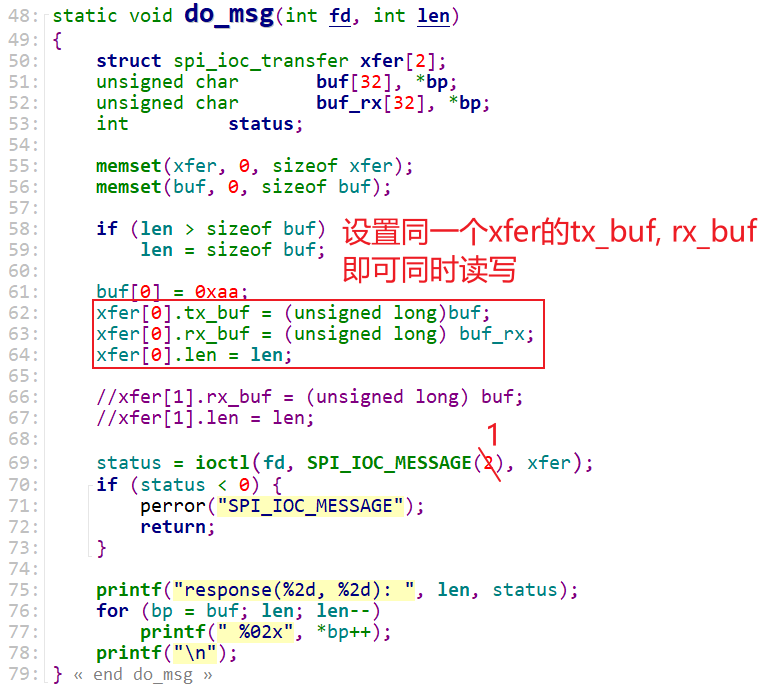 48: static void do_msg(int fd, int len)
49: {
50:     struct spi_ioc_transfer xfer[2];
51:     unsigned char       buf[32], *bp;
52:     unsigned char       buf_rx[32], *bp;
53:     int         status;
54:
55:     memset(xfer, 0, sizeof xfer);
56:     memset(buf, 0, sizeof buf);
57:
58:     if (len > sizeof buf)
59:         len = sizeof buf;
设置同一个xfer的tx_buf, rx_buf
即可同时读写
60:
61:     buf[0] = 0xaa;
62:     xfer[0].tx_buf = (unsigned long)buf;
63:     xfer[0].rx_buf = (unsigned long) buf_rx;
64:     xfer[0].len = len;
65:
66:     //xfer[1].rx_buf = (unsigned long) buf;
67:     //xfer[1].len = len;
68:
1
69:     status = ioctl(fd, SPI_IOC_MESSAGE(2), xfer);
70:     if (status < 0) {
71:         perror("SPI_IOC_MESSAGE");
72:         return;
73:     }
74:
75:     printf("response(%2d, %2d): ", len, status);
76:     for (bp = buf; len; len--)
77:         printf(" %02x", *bp++);
78:     printf("\n");
79: } « end do_msg »